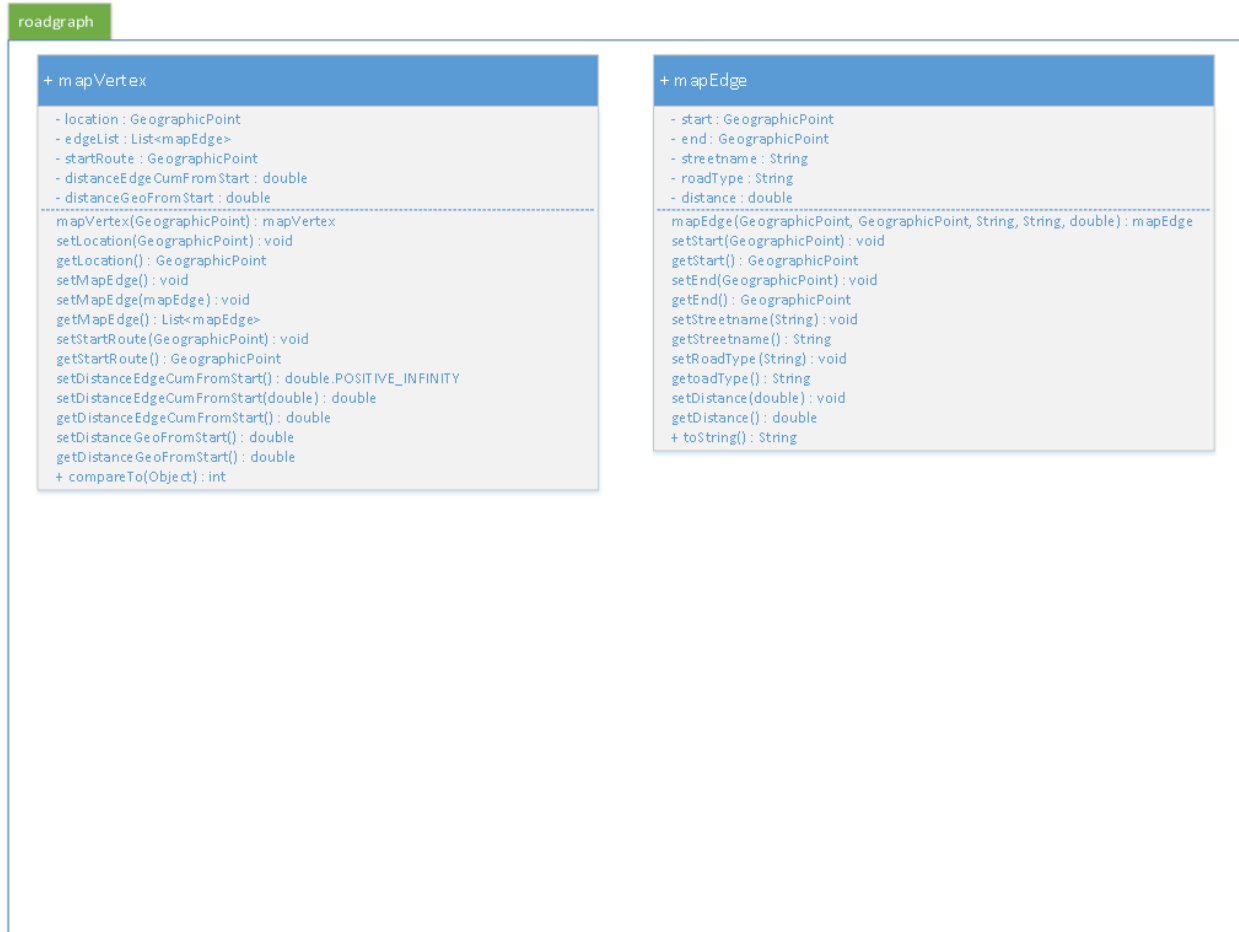 roadgraph
+ mapVertex
- location : GeographicPoint
- edgeList : List<mapEdge>
- startRoute : GeographicPoint
- distanceEdgeCumFromStart : double
- distanceGeoFromStart : double
mapVertex(GeographicPoint) : mapVertex
setLocation(GeographicPoint) : void
getLocation() : GeographicPoint
setMapEdge() : void
setMapEdge(mapEdge) : void
getMapEdge() : List<mapEdge>
setStartRoute(GeographicPoint) : void
getStartRoute() : GeographicPoint
setDistanceEdgeCumFromStart() : double.POSITIVE_INFINITY
setDistanceEdgeCumFromStart(double) : double
getDistanceEdgeCumFromStart() : double
setDistanceGeoFromStart() : double
getDistanceGeoFromStart() : double
+ compareTo(Object) : int
+ mapEdge
- start : GeographicPoint
- end : GeographicPoint
- streetname : String
- roadType : String
- distance : double
mapEdge(GeographicPoint, GeographicPoint, String, String, double) : mapEdge
setStart(GeographicPoint) : void
getStart() : GeographicPoint
setEnd(GeographicPoint) : void
getEnd() : GeographicPoint
setStreetname(String) : void
getStreetname() : String
setRoadType(String) : void
getoadType() : String
setDistance(double) : void
getDistance() : double
+ toString() : String